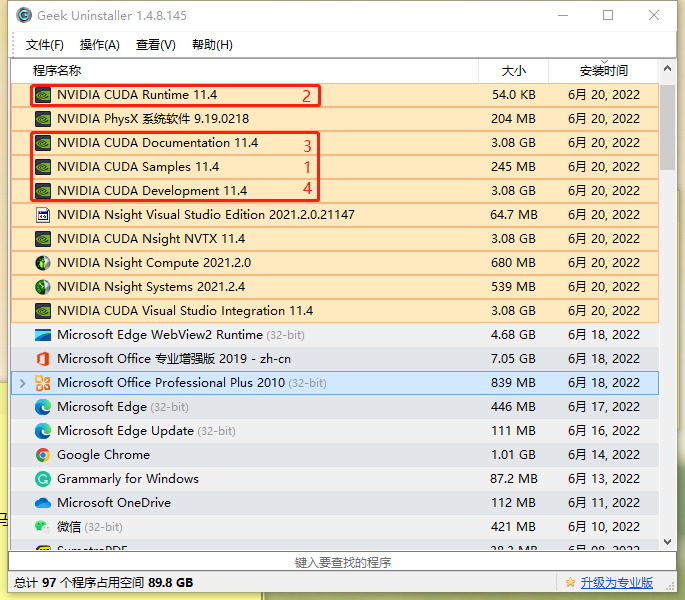 Geek Uninstaller 1.4.8.145
文件(F) 操作(A) 查看(V) 帮助(H)
程序名称 大小 安装时间
NVIDIA CUDA Runtime 11.4 2 54.0 KB 6月 20, 2022
NVIDIA PhysX 系统软件 9.19.0218 204 MB 6月 20, 2022
NVIDIA CUDA Documentation 11.4 3 3.08 GB 6月 20, 2022
NVIDIA CUDA Samples 11.4 1 245 MB 6月 20, 2022
NVIDIA CUDA Development 11.4 4 3.08 GB 6月 20, 2022
NVIDIA Nsight Visual Studio Edition 2021.2.0.21147 64.7 MB 6月 20, 2022
NVIDIA CUDA Nsight NVTX 11.4 3.08 GB 6月 20, 2022
NVIDIA Nsight Compute 2021.2.0 680 MB 6月 20, 2022
NVIDIA Nsight Systems 2021.2.4 539 MB 6月 20, 2022
NVIDIA CUDA Visual Studio Integration 11.4 3.08 GB 6月 20, 2022
Microsoft Edge WebView2 Runtime (32-bit) 4.68 GB 6月 18, 2022
Microsoft Office 专业增强版 2019 - zh-cn 7.05 GB 6月 18, 2022
Microsoft Office Professional Plus 2010 (32-bit) 839 MB 6月 18, 2022
Microsoft Edge (32-bit) 446 MB 6月 17, 2022
Microsoft Edge Update (32-bit) 111 MB 6月 16, 2022
Google Chrome 1.01 GB 6月 14, 2022
Grammarly for Windows 87.2 MB 6月 13, 2022
Microsoft OneDrive 112 MB 6月 11, 2022
微信 (32-bit) 421 MB 6月 10, 2022
SumatraPDF 6月 08, 2022
键入要查找的程序
总计 97 个程序占用空间 89.8 GB 升级为专业版